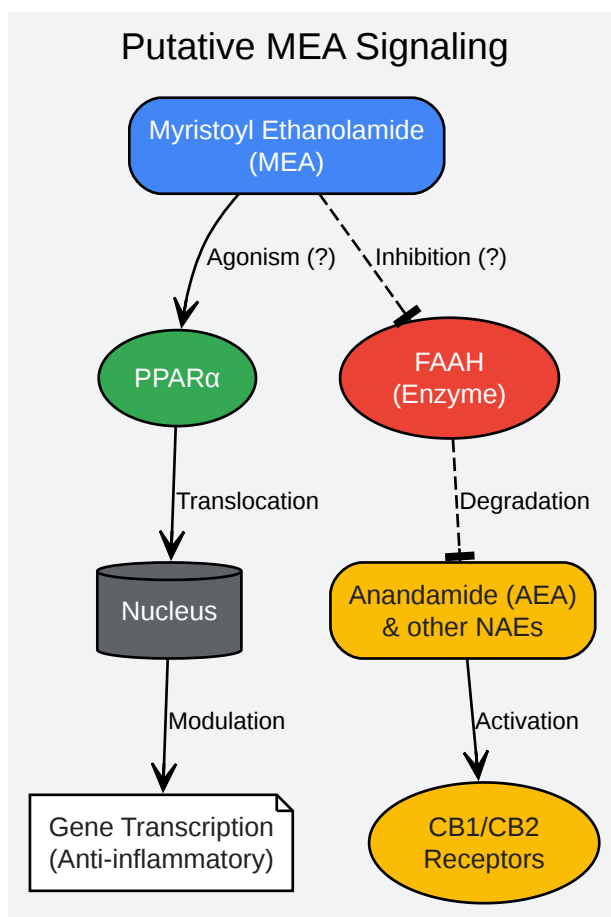 Putative MEA Signaling
Myristoyl Ethanolamide
(MEA)
Agonism (?)
Inhibition (?)
PPARα
FAAH
(Enzyme)
Translocation
Degradation
Nucleus
Anandamide (AEA)
& other NAEs
Modulation
Activation
Gene Transcription
(Anti-inflammatory)
CB1/CB2
Receptors